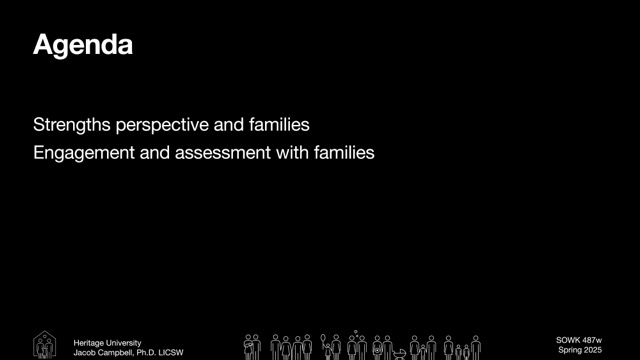 Agenda
Strengths perspective and families
Engagement and assessment with families
Heritage University
Jacob Campbell, Ph.D. LICSW
SOWK 487w
Spring 2025